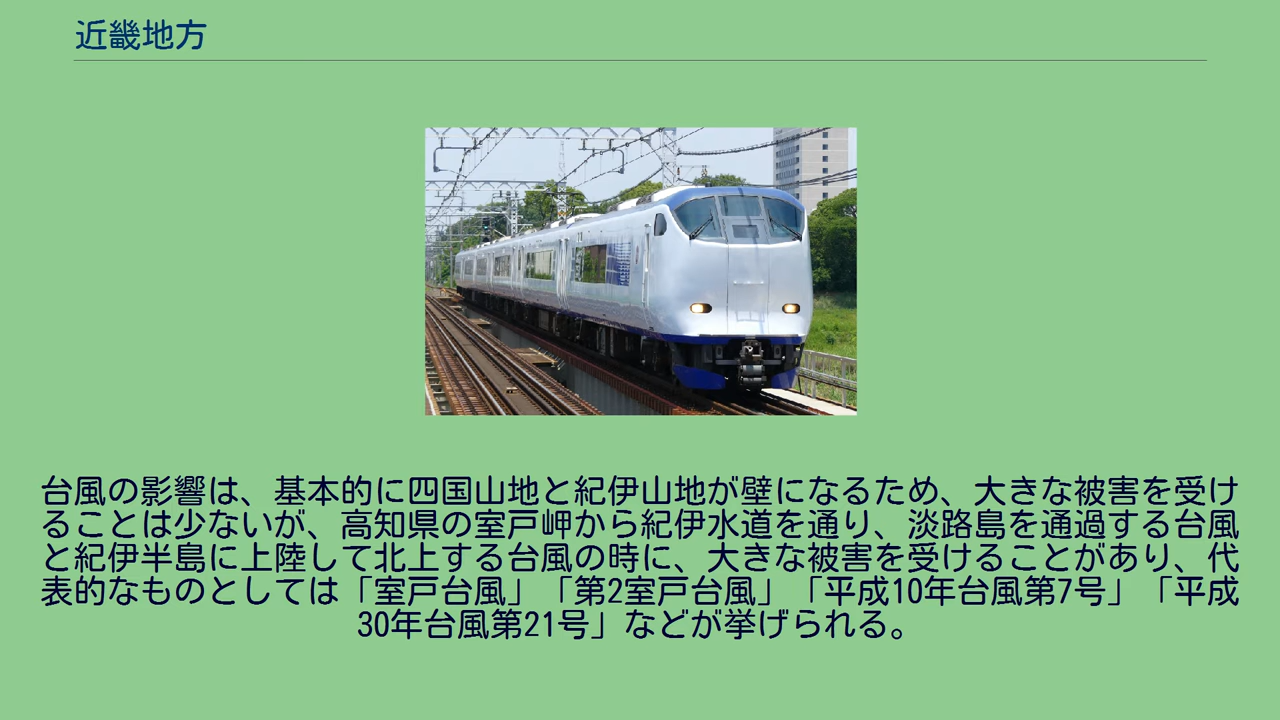 近畿地方
台風の影響は、基本的に四国山地と紀伊山地が壁になるため、大きな被害を受け
ることは少ないが、高知県の室戸岬から紀伊水道を通り、淡路島を通過する台風
と紀伊半島に上陸して北上する台風の時に、大きな被害を受けることがあり、代
表的なものとしては「室戸台風」「第2室戸台風」「平成10年台風第7号」「平成
30年台風第21号」などが挙げられる。